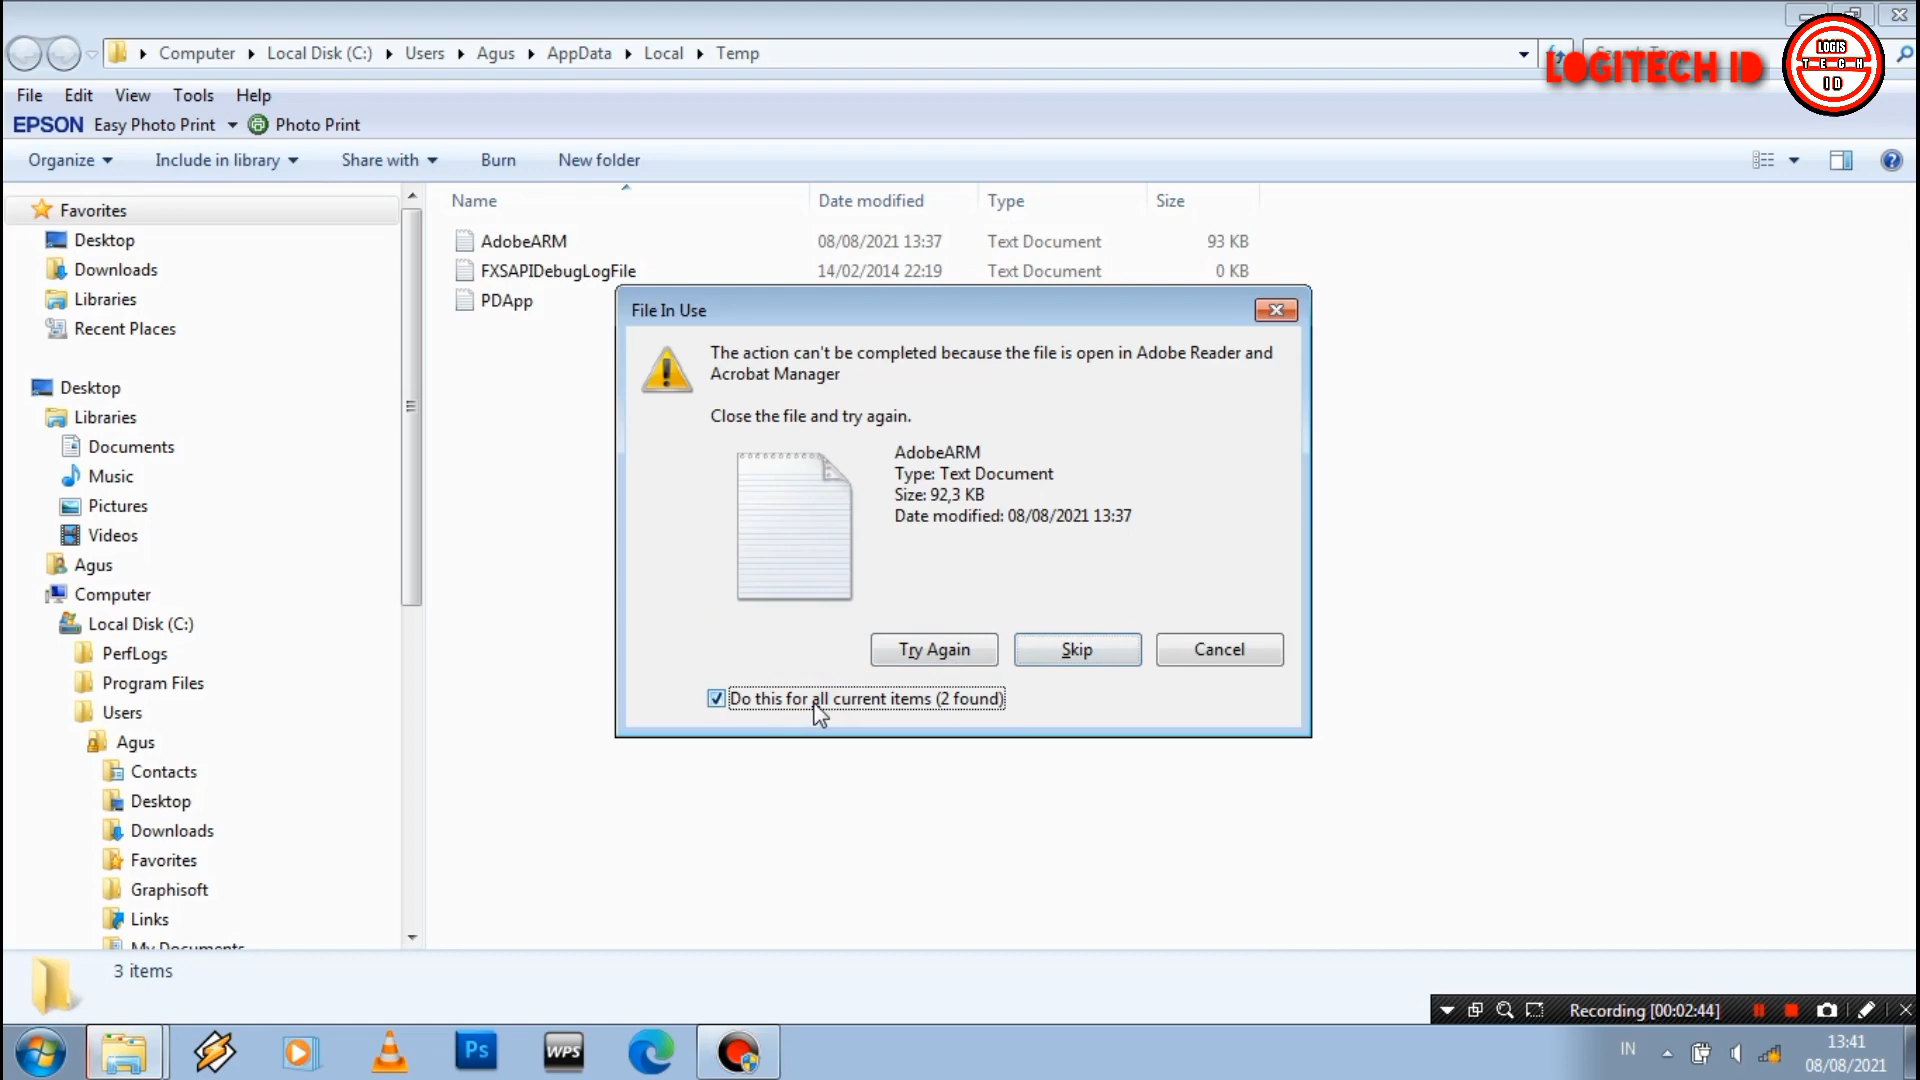 Computer Local Disk (C:) Users Agus AppData Local Temp
LOGITECH ID
LOGIS
TECH
ID
File Edit View Tools Help
EPSON Easy Photo Print Photo Print
Organize Include in library Share with Burn New folder
Favorites
Desktop
Downloads
Libraries
Recent Places
Desktop
Libraries
Documents
Music
Pictures
Videos
Agus
Computer
Local Disk (C:)
PerfLogs
Program Files
Users
Agus
Contacts
Desktop
Downloads
Favorites
Graphisoft
Links
My Documents
Name Date modified Type Size
AdobeARM 08/08/2021 13:37 Text Document 93 KB
FXSAPIDebugLogFile 14/02/2014 22:19 Text Document 0 KB
PDApp
File In Use
The action can't be completed because the file is open in Adobe Reader and
Acrobat Manager
Close the file and try again.
AdobeARM
Type: Text Document
Size: 92,3 KB
Date modified: 08/08/2021 13:37
Try Again Skip Cancel
Do this for all current items (2 found)
3 items
Recording [00:02:44]
Ps
WPS
IN
13:41
08/08/2021